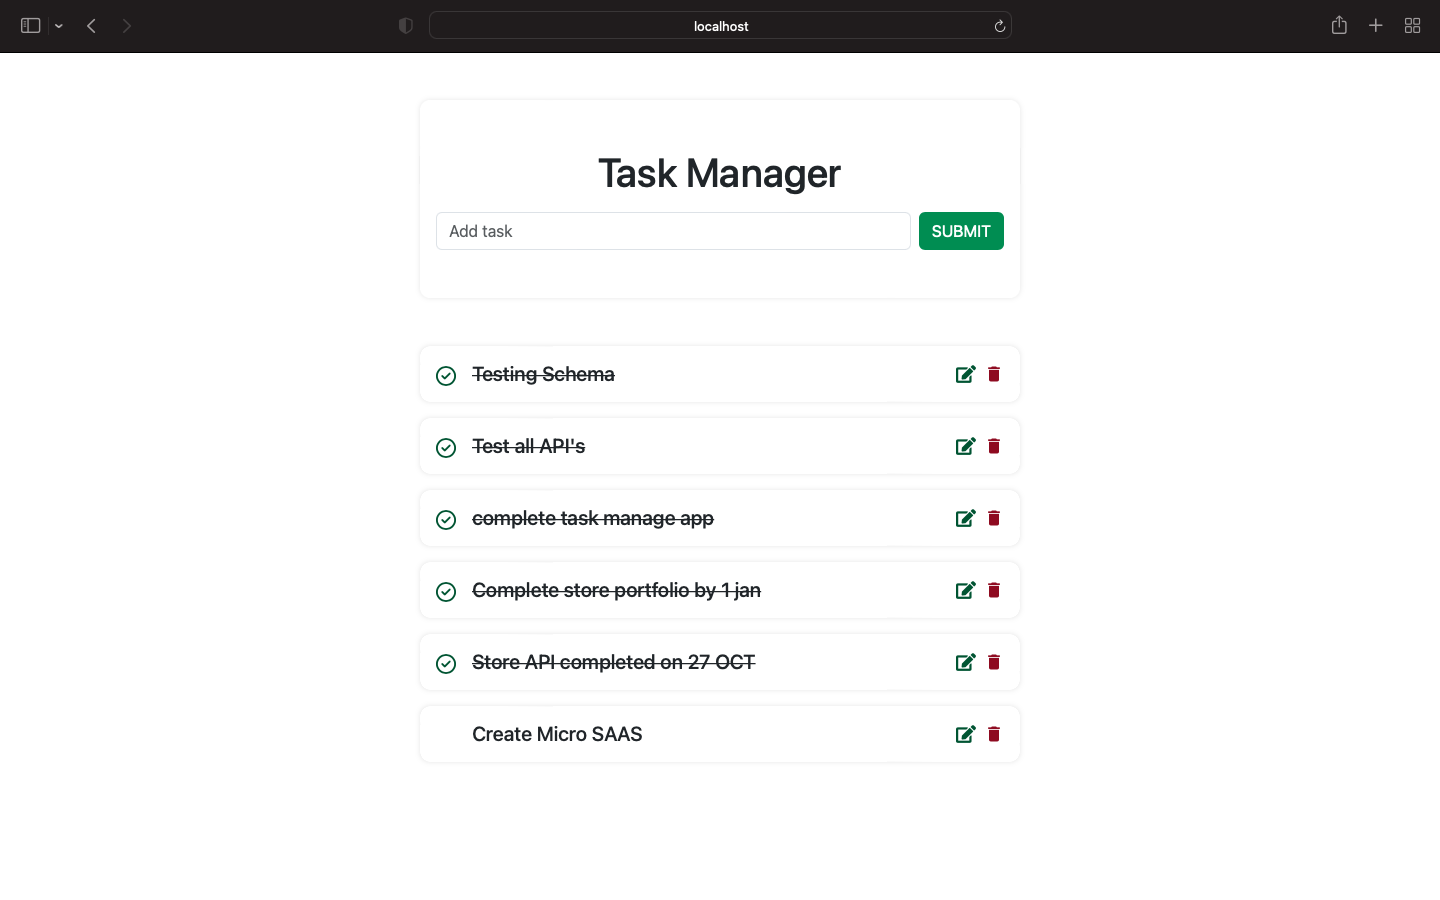 localhost
Task Manager
Add task
SUBMIT
Testing Schema
Test all API's
complete task manage app
Complete store portfolio by 1 jan
Store API completed on 27 OCT
Create Micro SAAS